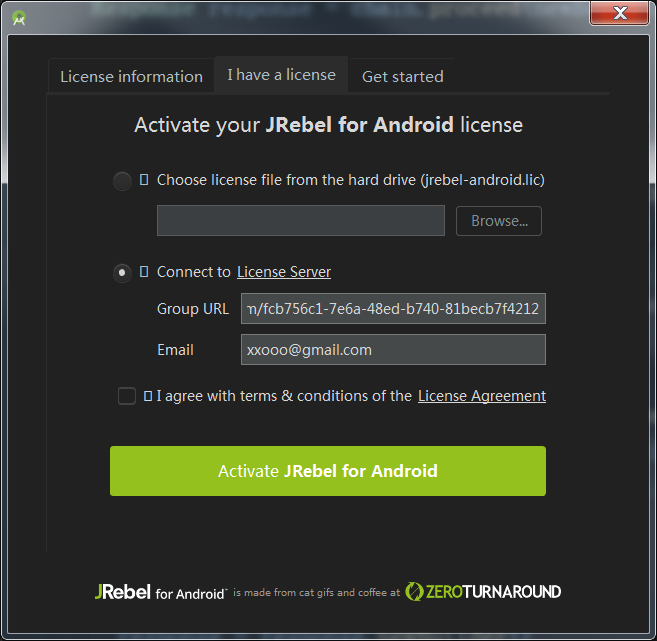 License information
I have a license
Get started
Activate your JRebel for Android license
Choose license file from the hard drive (jrebel-android.lic)
Browse...
Connect to License Server
Group URL
m/fcb756c1-7e6a-48ed-b740-81becb7f4212
Email
xxooo@gmail.com
I agree with terms & conditions of the License Agreement
Activate JRebel for Android
JRebel for Android is made from cat gifs and coffee at ZEROTURNAROUND